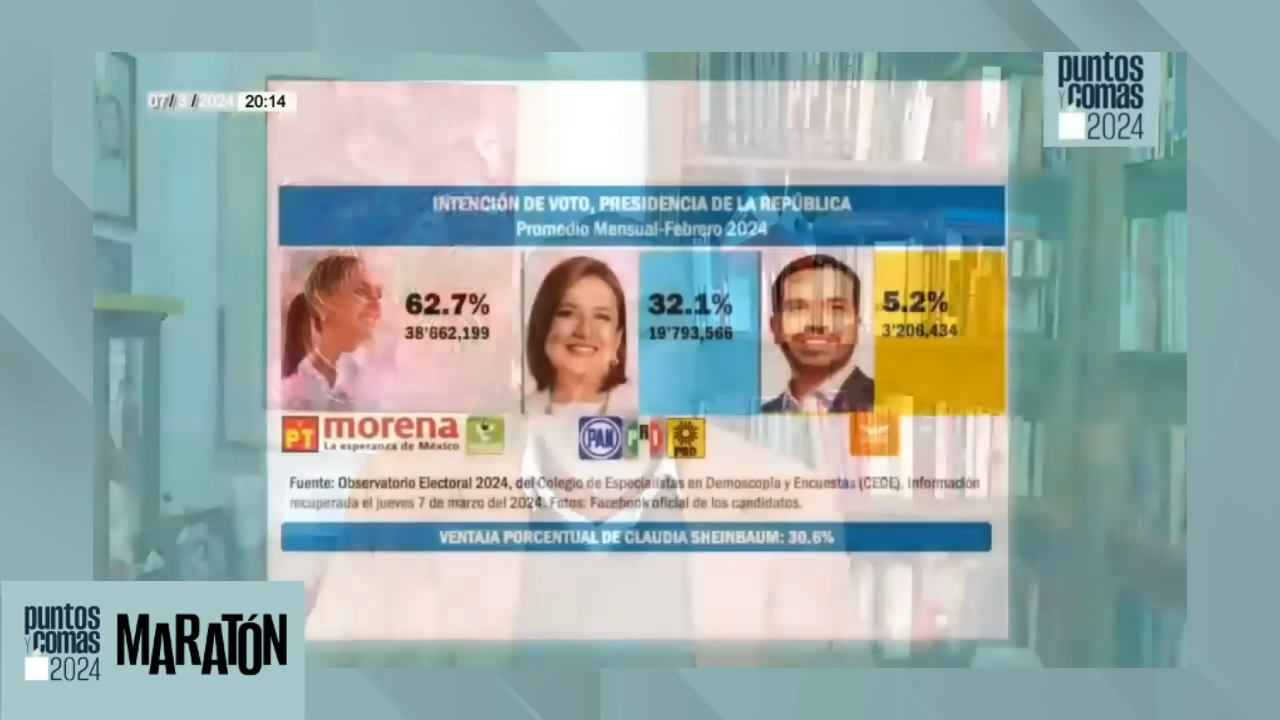 07/3/2024 20:14
puntos
y comas
2024
INTENCIÓN DE VOTO, PRESIDENCIA DE LA REPÚBLICA
Promedio Mensual-Febrero 2024
62.7%
38'662,199
32.1%
19'793,566
5.2%
3'206,434
PT
morena
La esperanza de México
PAN
PRD
Fuente: Observatorio Electoral 2024, del Colegio de Especialistas en Demoscopia y Encuestas (CEDE). Información
recuperada el jueves 7 de marzo del 2024. Fotos: Facebook oficial de los candidatos.
VENTAJA PORCENTUAL DE CLAUDIA SHEINBAUM: 30.6%
puntos
y comas
2024
MARATÓN